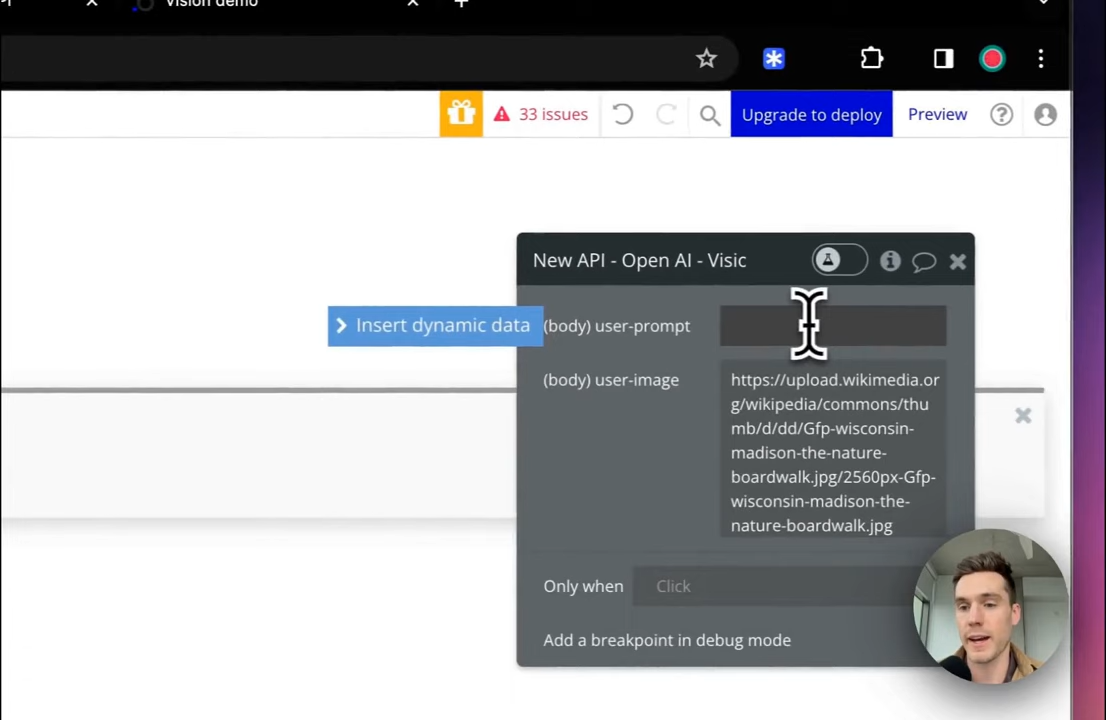 Vision demo
33 issues
Upgrade to deploy
Preview
New API - Open AI - Visic
Insert dynamic data
(body) user-prompt
(body) user-image
https://upload.wikimedia.or
g/wikipedia/commons/thu
mb/d/dd/Gfp-wisconsin-
madison-the-nature-
boardwalk.jpg/2560px-Gfp-
wisconsin-madison-the-
nature-boardwalk.jpg
Only when
Click
Add a breakpoint in debug mode